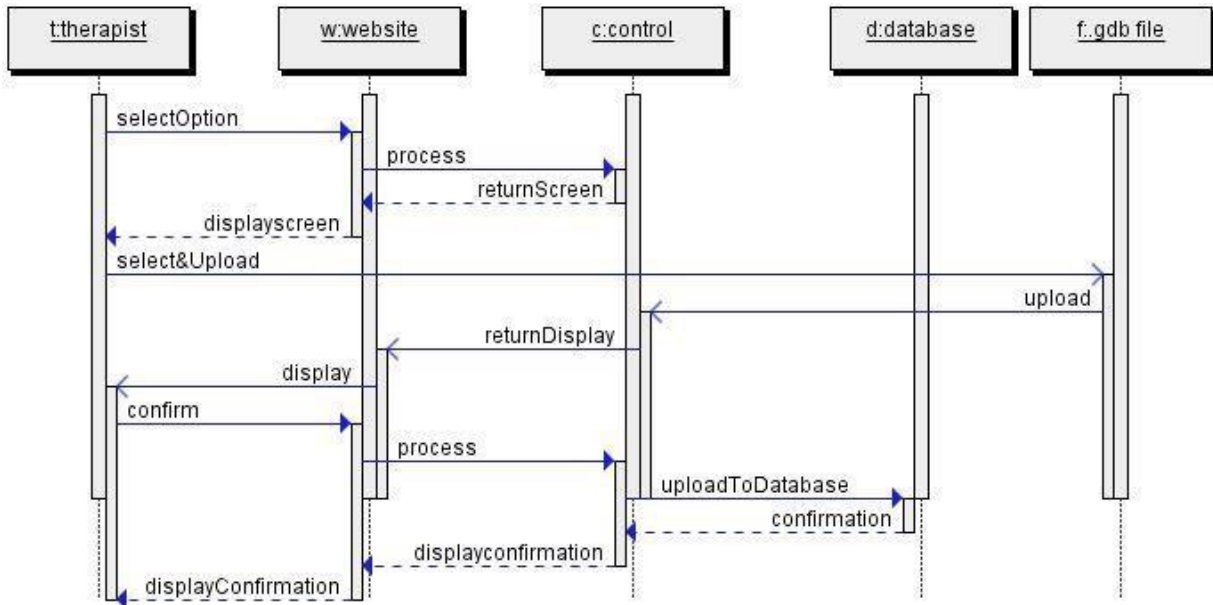 t:therapist
w:website
c:control
d:database
f:.gdb file
selectOption
process
returnScreen
displayscreen
select&Upload
upload
returnDisplay
display
confirm
process
uploadToDatabase
confirmation
displayconfirmation
displayConfirmation